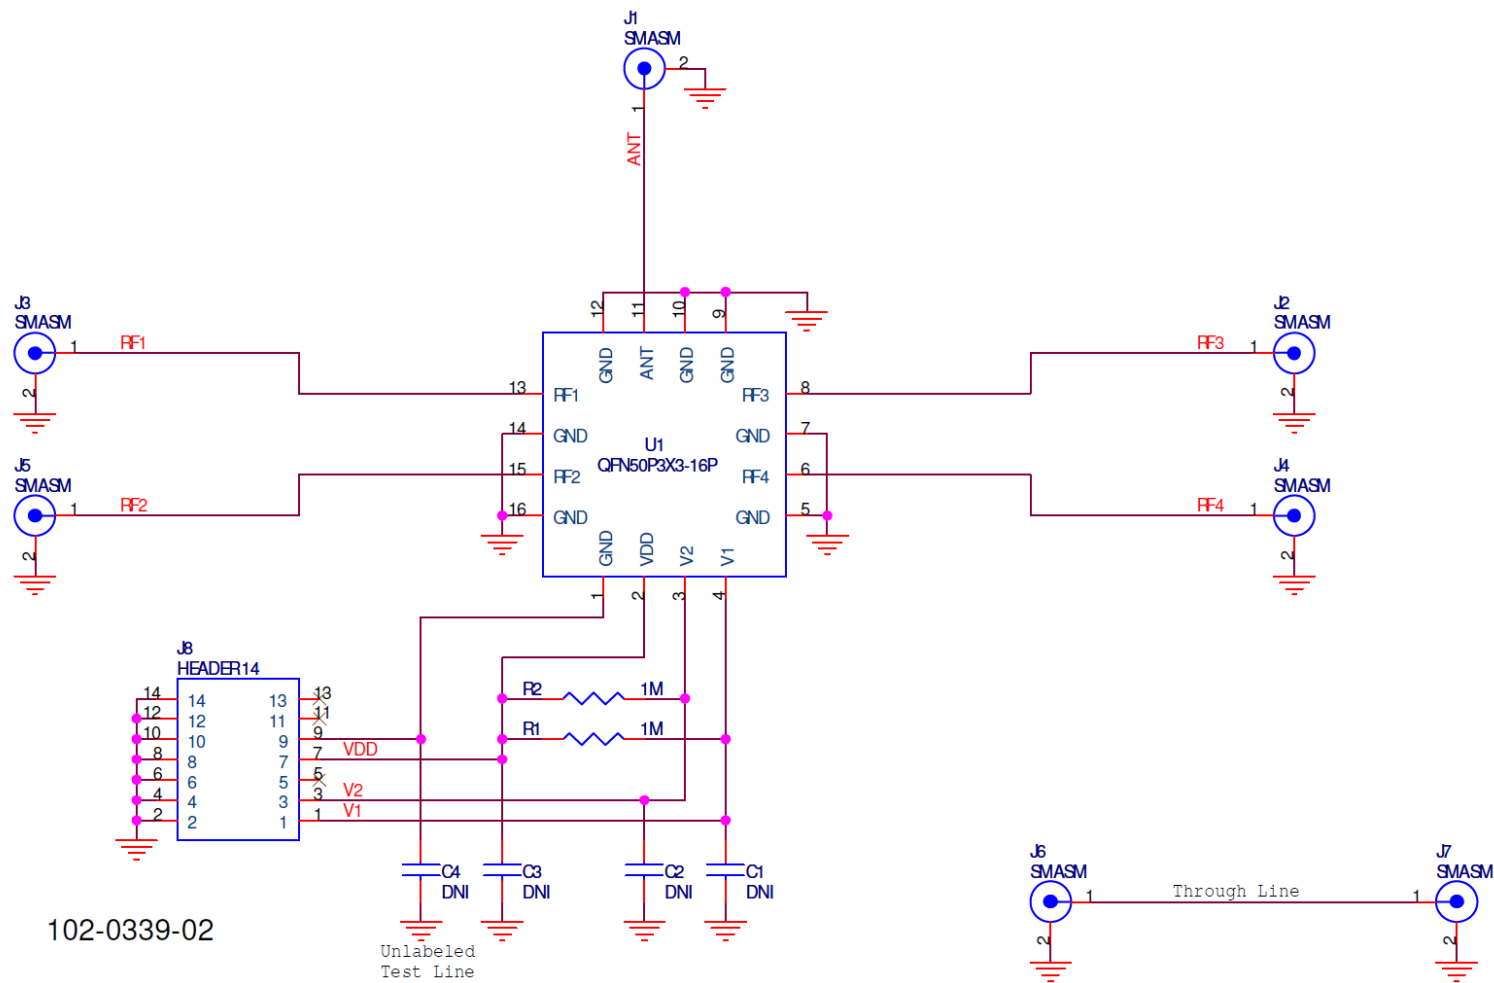 J1
SMASM
2
1
ANT
12
11
10
9
J3
SMASM
1
RF1
2
J2
SMASM
RF3
1
2
GND
ANT
GND
GND
13
RF1
RF3
8
14
GND
GND
7
U1
QFN50P3X3-16P
15
RF2
RF4
6
16
GND
GND
5
GND
VDD
V2
V1
1
2
3
4
J5
SMASM
1
RF2
2
J4
SMASM
RF4
1
2
J8
HEADER14
14
14
13
13
12
12
11
11
10
10
9
9
8
8
7
7
VDD
6
6
5
5
4
4
3
3
V2
2
2
1
1
V1
R2
1M
R1
1M
C4
DNI
C3
DNI
C2
DNI
C1
DNI
Unlabeled
Test Line
102-0339-02
J6
SMASM
1
2
Through Line
J7
SMASM
1
2